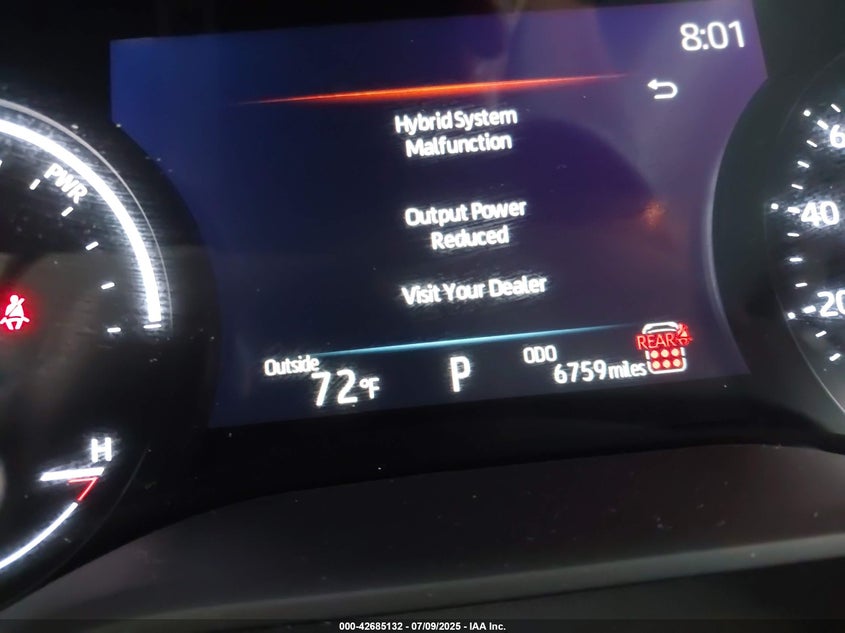 8:01
Hybrid System
Malfunction
PWR
Output Power
Reduced
60
40
20
Visit Your Dealer
REAR
Outside
72°F
P
ODO
6759 miles
H
000-42685132 - 07/09/2025 - IAA Inc.